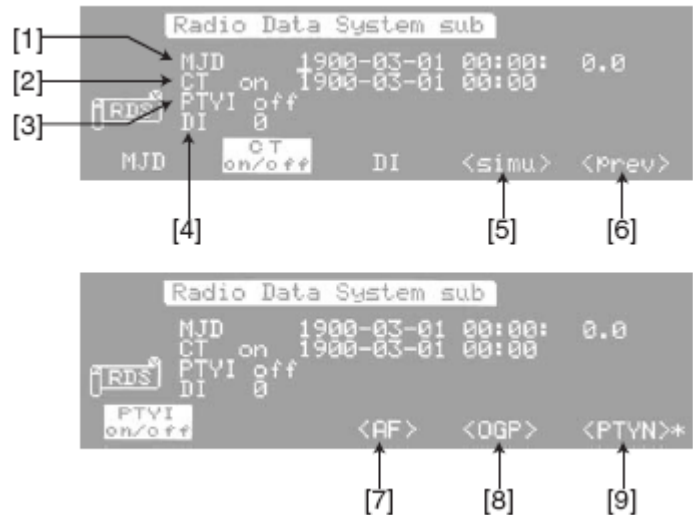 Radio Data System sub
[1]
MJD 1900-03-01 00:00: 0.0
[2]
CT on 1900-03-01 00:00
[3]
PTYI off
RDS
DI 0
MJD CT on/off DI <simu> <prev>
[4] [5] [6]
Radio Data System sub
MJD 1900-03-01 00:00: 0.0
CT on 1900-03-01 00:00
PTYI off
RDS
DI 0
PTYI on/off <AF> <OGP> <PTYN>*
[7] [8] [9]